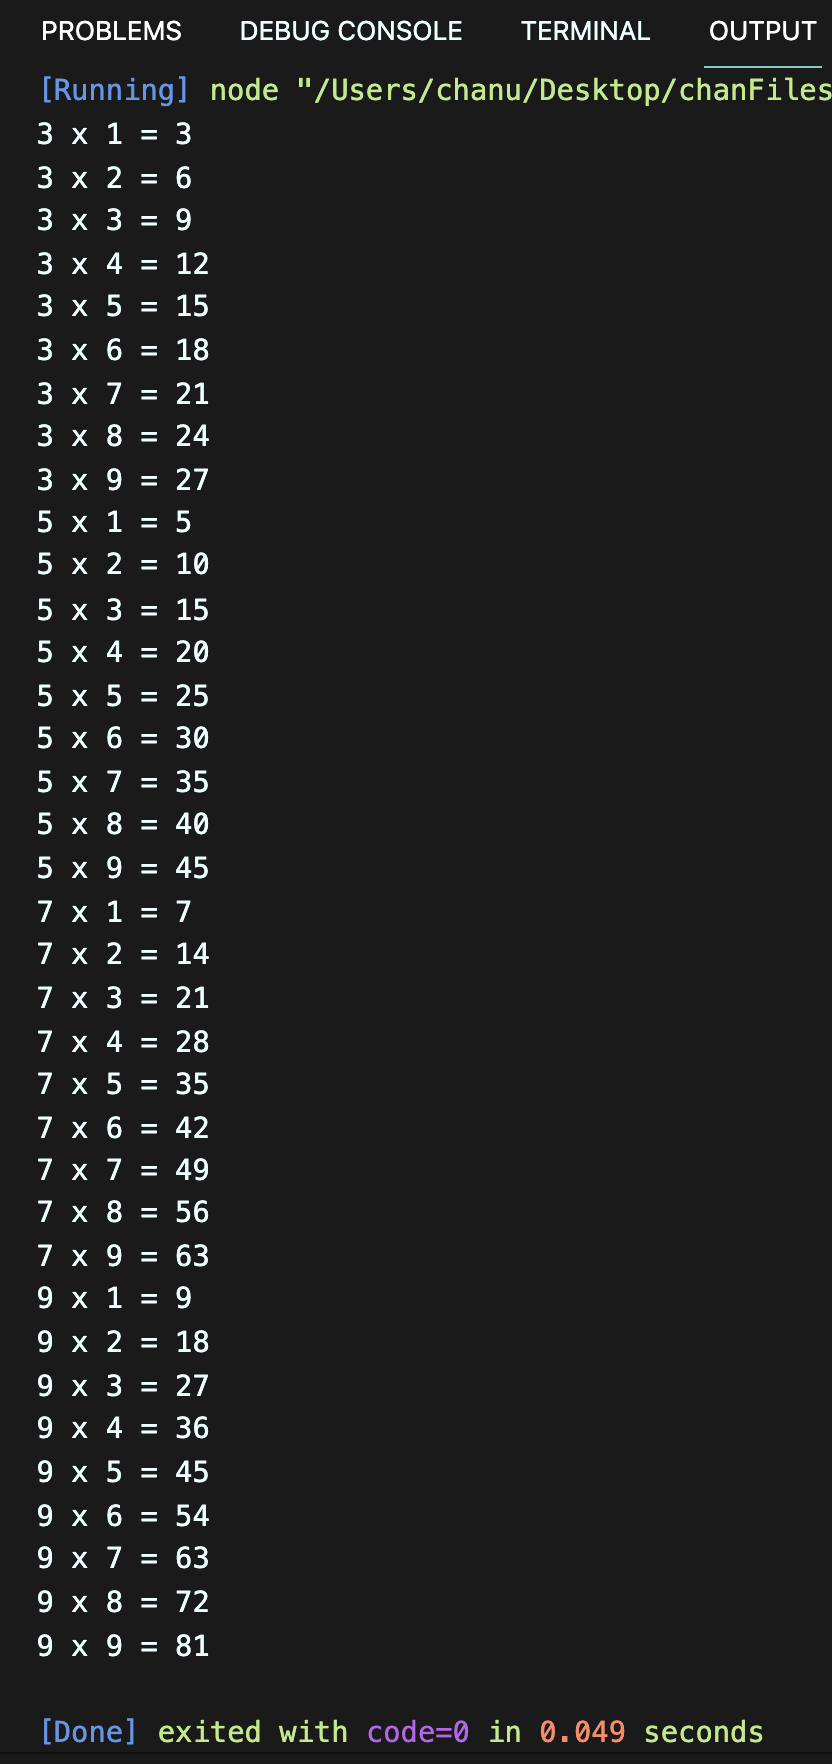 PROBLEMS DEBUG CONSOLE TERMINAL OUTPUT
[Running] node "/Users/chanu/Desktop/chanFiles
3 x 1 = 3
3 x 2 = 6
3 x 3 = 9
3 x 4 = 12
3 x 5 = 15
3 x 6 = 18
3 x 7 = 21
3 x 8 = 24
3 x 9 = 27
5 x 1 = 5
5 x 2 = 10
5 x 3 = 15
5 x 4 = 20
5 x 5 = 25
5 x 6 = 30
5 x 7 = 35
5 x 8 = 40
5 x 9 = 45
7 x 1 = 7
7 x 2 = 14
7 x 3 = 21
7 x 4 = 28
7 x 5 = 35
7 x 6 = 42
7 x 7 = 49
7 x 8 = 56
7 x 9 = 63
9 x 1 = 9
9 x 2 = 18
9 x 3 = 27
9 x 4 = 36
9 x 5 = 45
9 x 6 = 54
9 x 7 = 63
9 x 8 = 72
9 x 9 = 81
[Done] exited with code=0 in 0.049 seconds